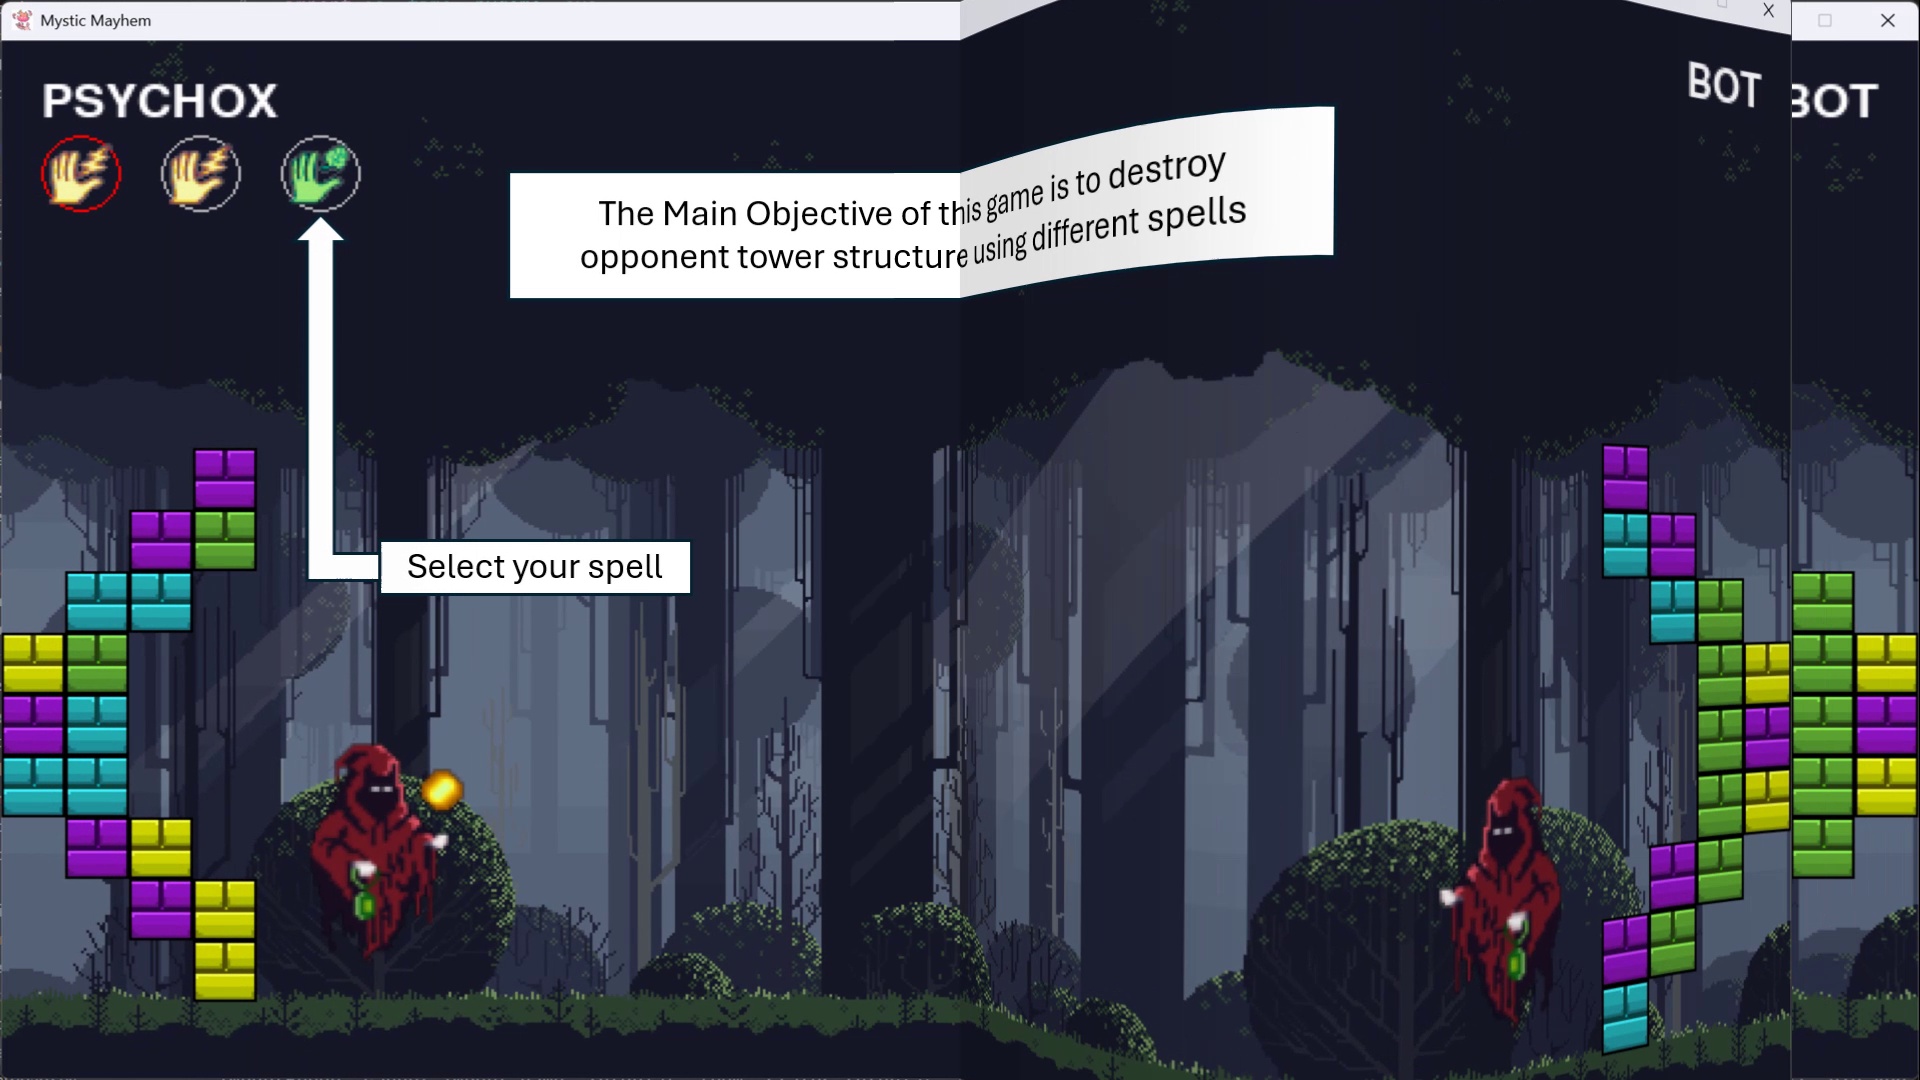 Mystic Mayhem
X
PSYCHOX
BOT
BOT
The Main Objective of this game is to destroy
opponent tower structure using different spells
Select your spell